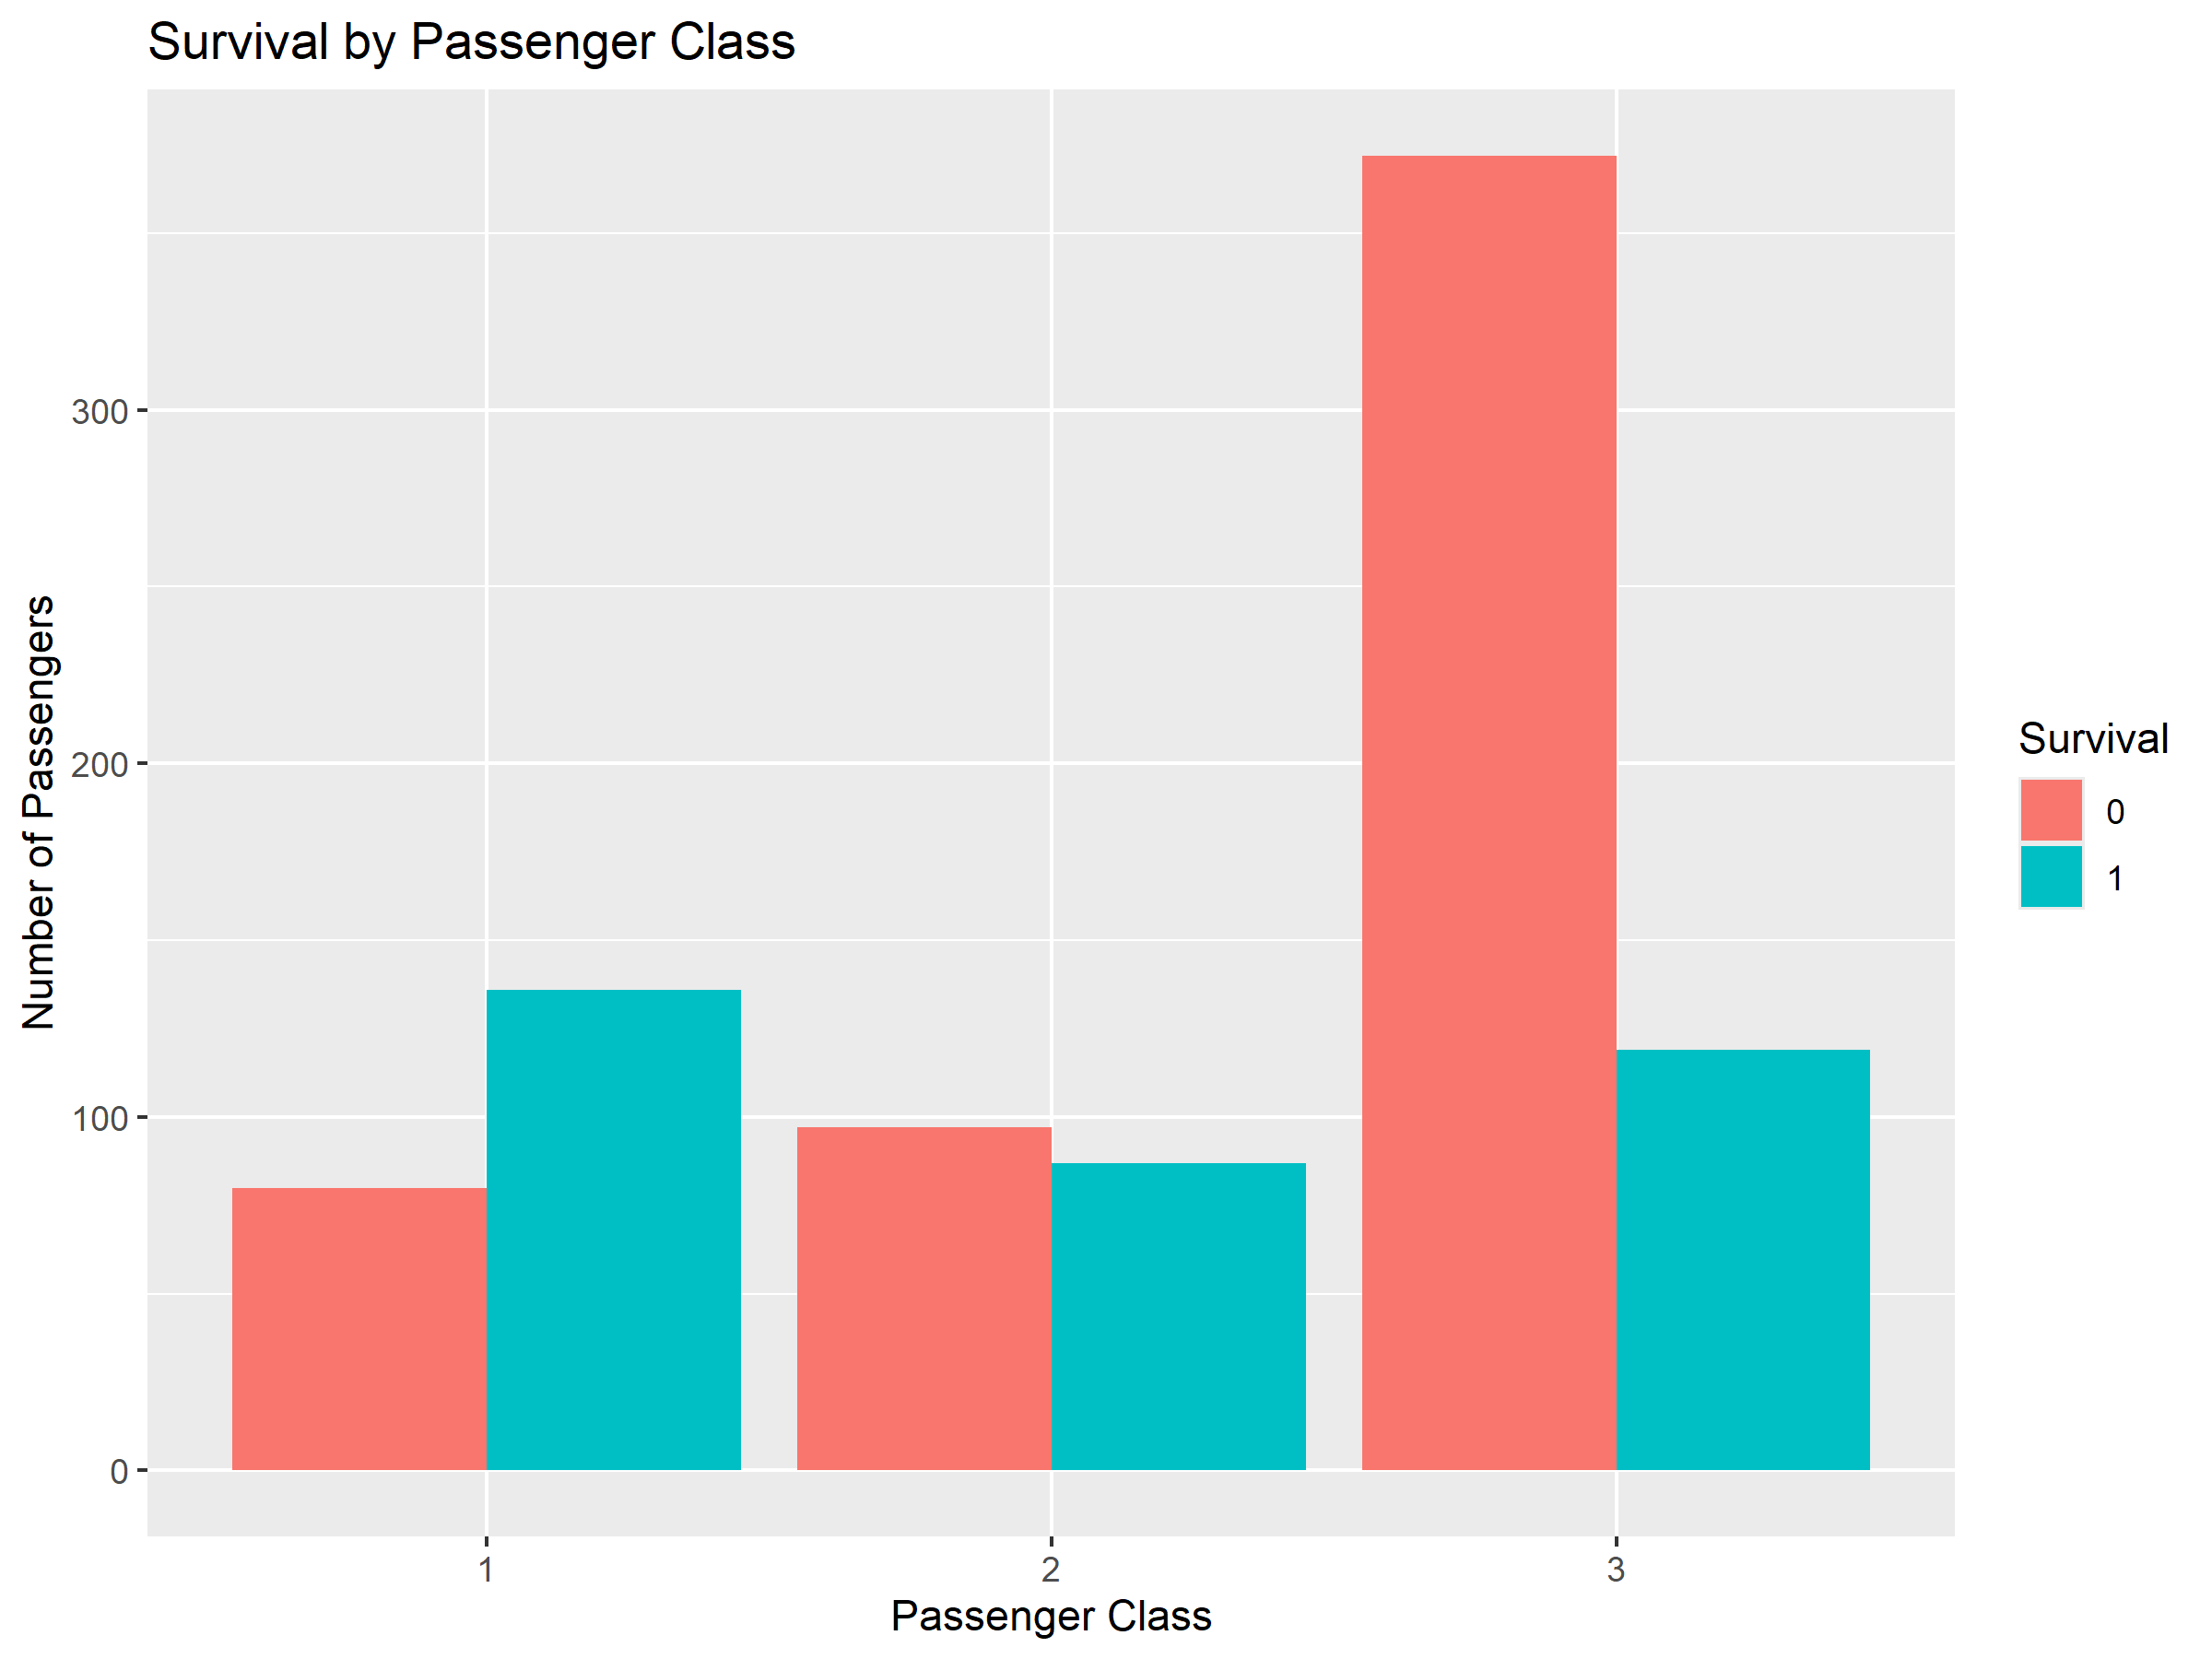 Survival by Passenger Class
Number of Passengers
300
200
100
0
1
2
3
Passenger Class
Survival
0
1